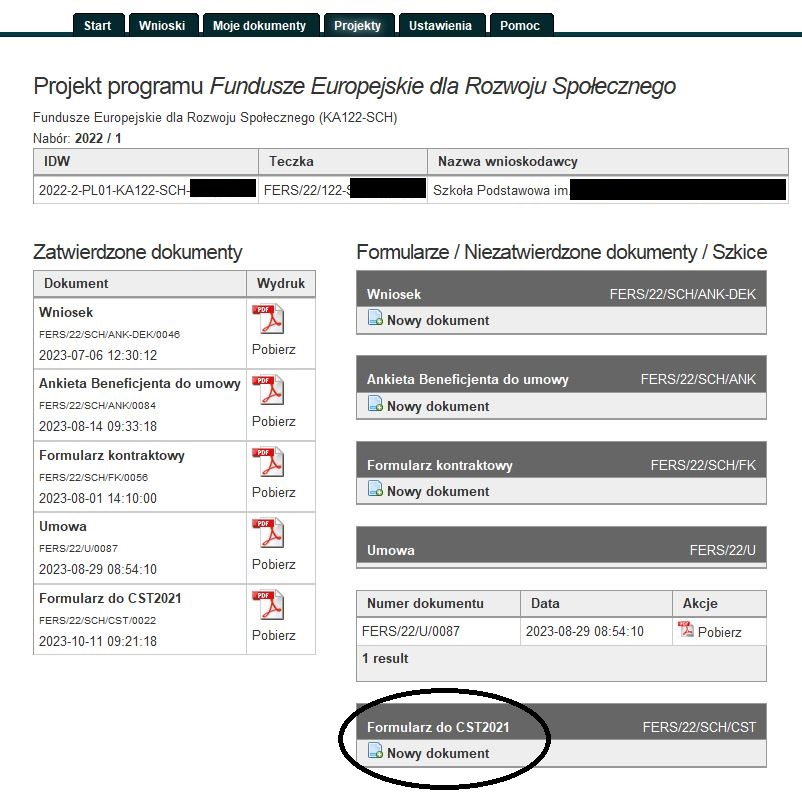 Start Wnioski Moje dokumenty Projekty Ustawienia Pomoc
Projekt programu Fundusze Europejskie dla Rozwoju Społecznego
Fundusze Europejskie dla Rozwoju Społecznego (KA122-SCH)
Nabór: 2022 / 1
IDW Teczka Nazwa wnioskodawcy
2022-2-PL01-KA122-SCH- FERS/22/122-S Szkoła Podstawowa im.
Zatwierdzone dokumenty
Dokument Wydruk
Wniosek
FERS/22/SCH/ANK-DEK/0046
2023-07-06 12:30:12
PDF
Pobierz
Ankieta Beneficjenta do umowy
FERS/22/SCH/ANK/0084
2023-08-14 09:33:18
PDF
Pobierz
Formularz kontraktowy
FERS/22/SCH/FK/0056
2023-08-01 14:10:00
PDF
Pobierz
Umowa
FERS/22/U/0087
2023-08-29 08:54:10
PDF
Pobierz
Formularz do CST2021
FERS/22/SCH/CST/0022
2023-10-11 09:21:18
PDF
Pobierz
Formularze / Niezatwierdzone dokumenty / Szkice
Wniosek FERS/22/SCH/ANK-DEK
Nowy dokument
Ankieta Beneficjenta do umowy FERS/22/SCH/ANK
Nowy dokument
Formularz kontraktowy FERS/22/SCH/FK
Nowy dokument
Umowa FERS/22/U
Numer dokumentu Data Akcje
FERS/22/U/0087 2023-08-29 08:54:10 PDF Pobierz
1 result
Formularz do CST2021 FERS/22/SCH/CST
Nowy dokument